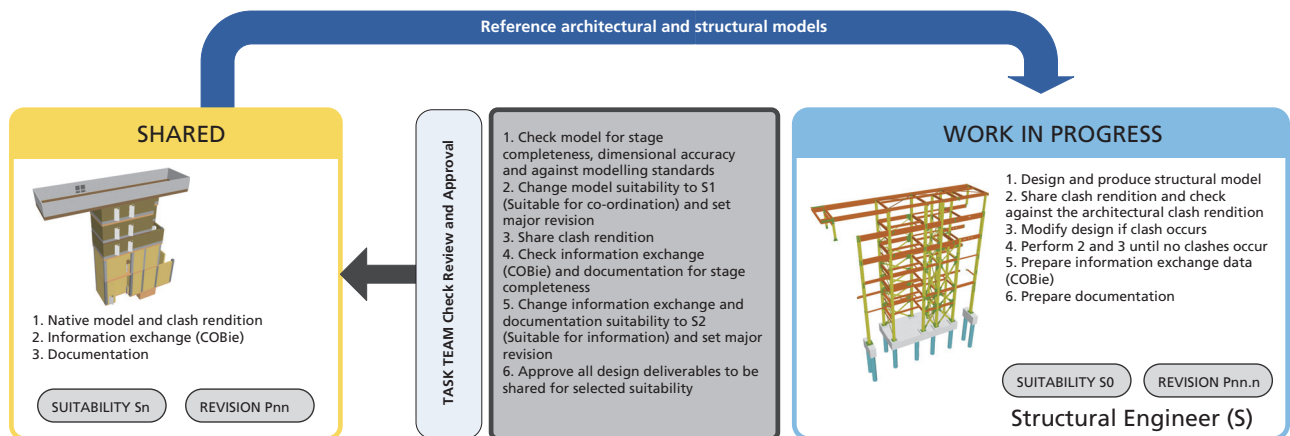 Reference architectural and structural models
SHARED
1. Native model and clash rendition
2. Information exchange (COBie)
3. Documentation
SUITABILITY Sn
REVISION Pnn
TASK TEAM Check Review and Approval
1. Check model for stage
completeness, dimensional accuracy
and against modelling standards
2. Change model suitability to S1
(Suitable for co-ordination) and set
major revision
3. Share clash rendition
4. Check information exchange
(COBie) and documentation for stage
completeness
5. Change information exchange and
documentation suitability to S2
(Suitable for information) and set major
revision
6. Approve all design deliverables to be
shared for selected suitability
WORK IN PROGRESS
1. Design and produce structural model
2. Share clash rendition and check
against the architectural clash rendition
3. Modify design if clash occurs
4. Perform 2 and 3 until no clashes occur
5. Prepare information exchange data
(COBie)
6. Prepare documentation
SUITABILITY S0
REVISION Pnn.n
Structural Engineer (S)